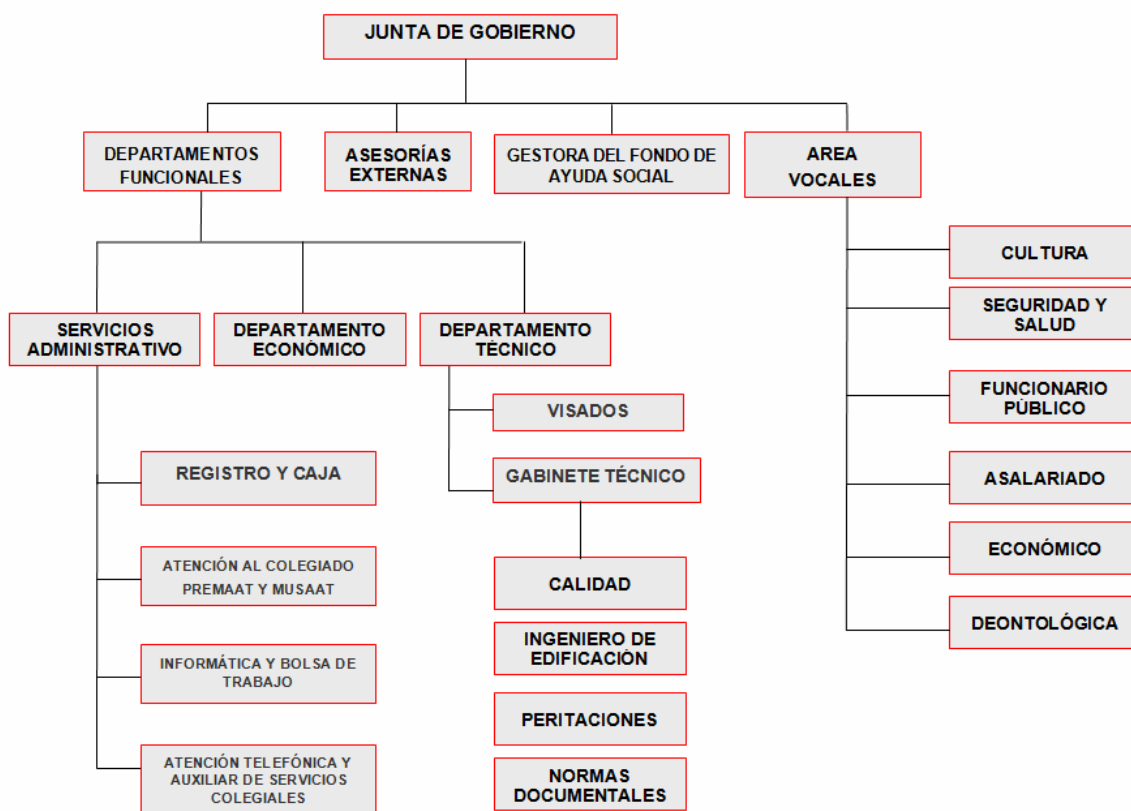 JUNTA DE GOBIERNO
DEPARTAMENTOS
FUNCIONALES
ASESORÍAS
EXTERNAS
GESTORA DEL FONDO DE
AYUDA SOCIAL
AREA
VOCALES
CULTURA
SEGURIDAD Y
SALUD
FUNCIONARIO
PÚBLICO
ASALARIADO
ECONÓMICO
DEONTOLÓGICA
SERVICIOS
ADMINISTRATIVO
DEPARTAMENTO
ECONÓMICO
DEPARTAMENTO
TÉCNICO
REGISTRO Y CAJA
ATENCIÓN AL COLEGIADO
PREMAAT Y MUSAAT
INFORMÁTICA Y BOLSA DE
TRABAJO
ATENCIÓN TELEFÓNICA Y
AUXILIAR DE SERVICIOS
COLEGIALES
VISADOS
GABINETE TÉCNICO
CALIDAD
INGENIERO DE
EDIFICACIÓN
PERITACIONES
NORMAS
DOCUMENTALES